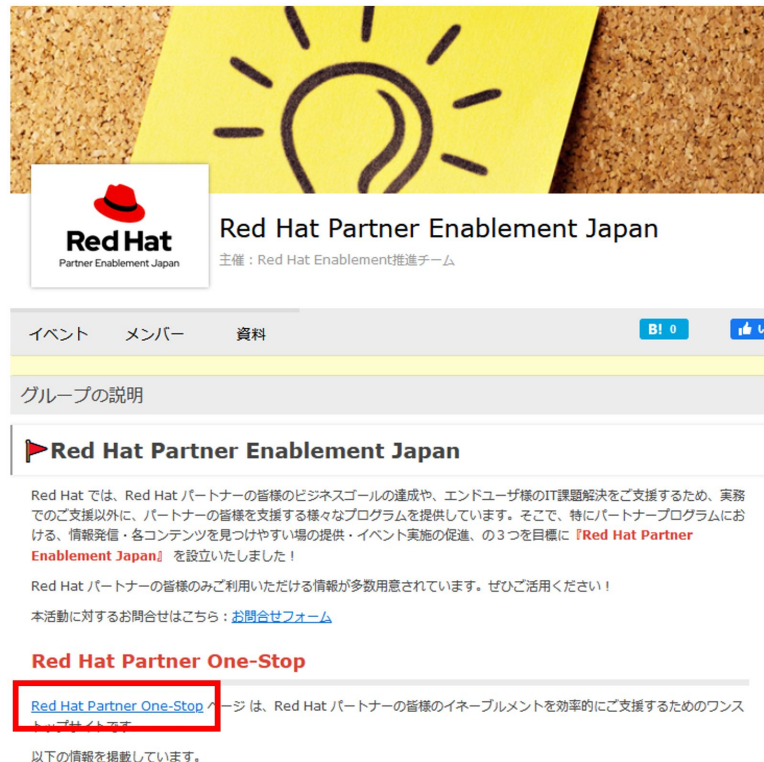 Red Hat
Partner Enablement Japan
Red Hat Partner Enablement Japan
主催：Red Hat Enablement推進チーム
イベント メンバー 資料 B! 0
グループの説明
Red Hat Partner Enablement Japan
Red Hat では、Red Hat パートナーの皆様のビジネスゴールの達成や、エンドユーザ様のIT課題解決をご支援するため、実務
でのご支援以外に、パートナーの皆様を支援する様々なプログラムを提供しています。そこで、特にパートナープログラムにお
ける、情報発信・各コンテンツを見つけやすい場の提供・イベント実施の促進、の３つを目標に『Red Hat Partner
Enablement Japan』 を設立いたしました！
Red Hat パートナーの皆様のみご利用いただける情報が多数用意されています。ぜひご活用ください！
本活動に対するお問合せはこちら：お問合せフォーム
Red Hat Partner One-Stop
Red Hat Partner One-Stop ページ は、Red Hat パートナーの皆様のイネーブルメントを効率的にご支援するためのワンス
トップサイトです
以下の情報を掲載しています。